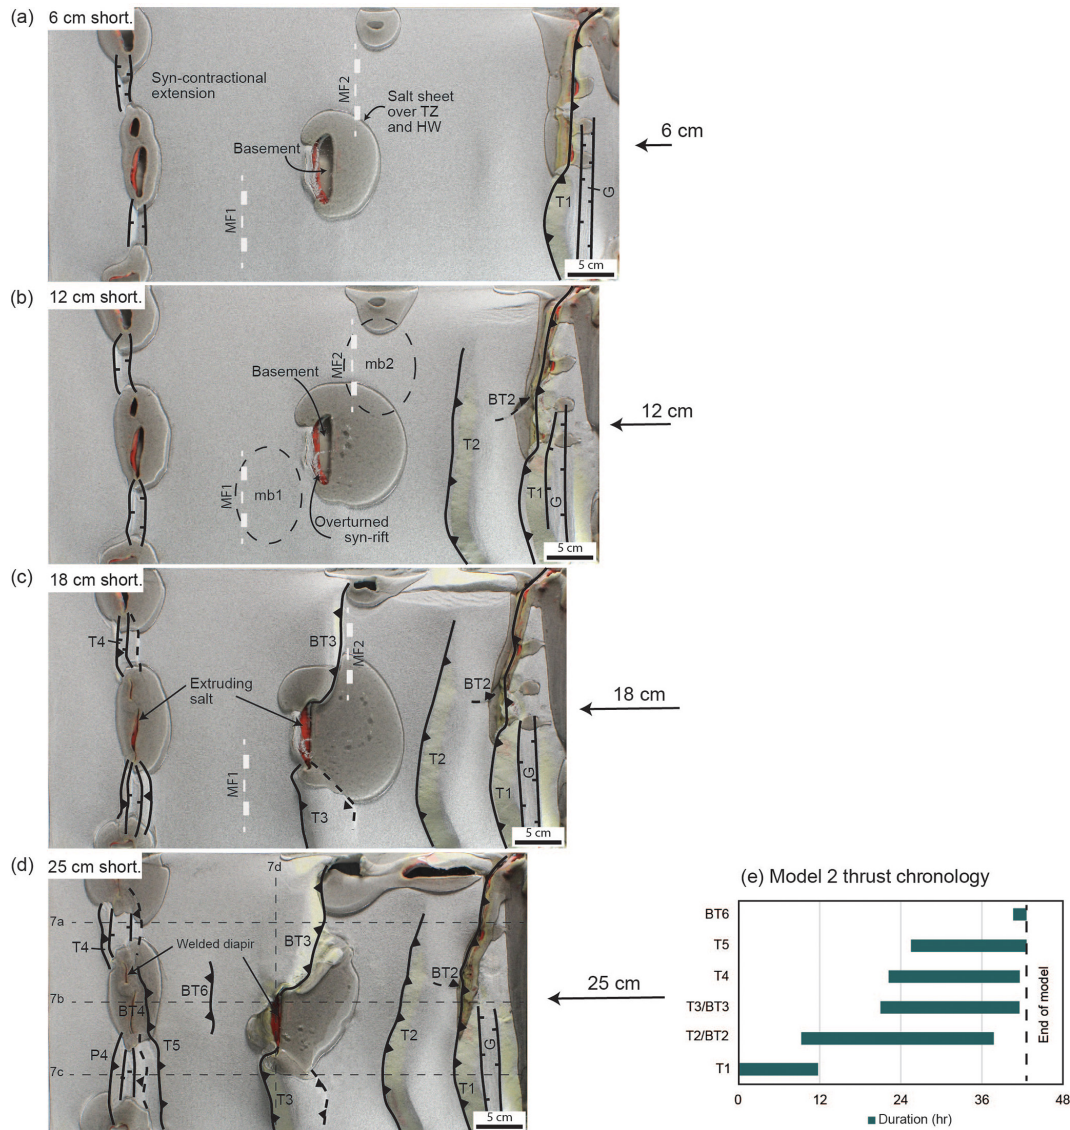 (a)
6 cm short.
Syn-contractional
extension
MF2
Salt sheet
over TZ
and HW
Basement
MF1
T1
G
5 cm
6 cm
(b)
12 cm short.
MF2
mb2
Basement
BT2
T2
MF1
mb1
T1
G
Overturned
syn-rift
5 cm
12 cm
(c)
18 cm short.
T4
BT3
MF2
Extruding
salt
BT2
T2
MF1
G
T1
T3
5 cm
18 cm
(d)
25 cm short.
7d
7a
T4
BT3
Welded diapir
BT2
BT6
7b
BT4
T2
P4
T5
G
7c
T1
T3
5 cm
25 cm
(e) Model 2 thrust chronology
BT6
T5
T4
T3/BT3
T2/BT2
T1
End of model
0 12 24 36 48
Duration (hr)